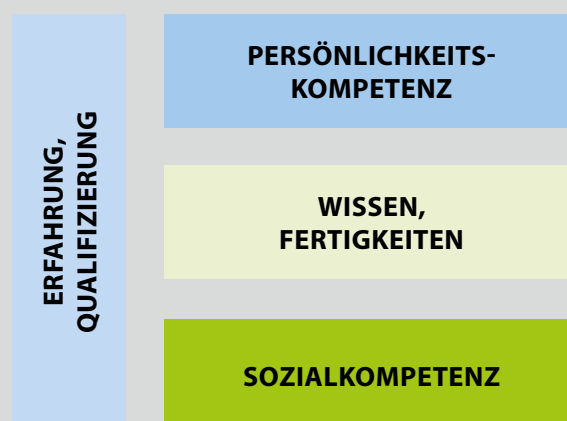 ERFAHRUNG,
QUALIFIZIERUNG
PERSÖNLICHKEITS-
KOMPETENZ
WISSEN,
FERTIGKEITEN
SOZIALKOMPETENZ